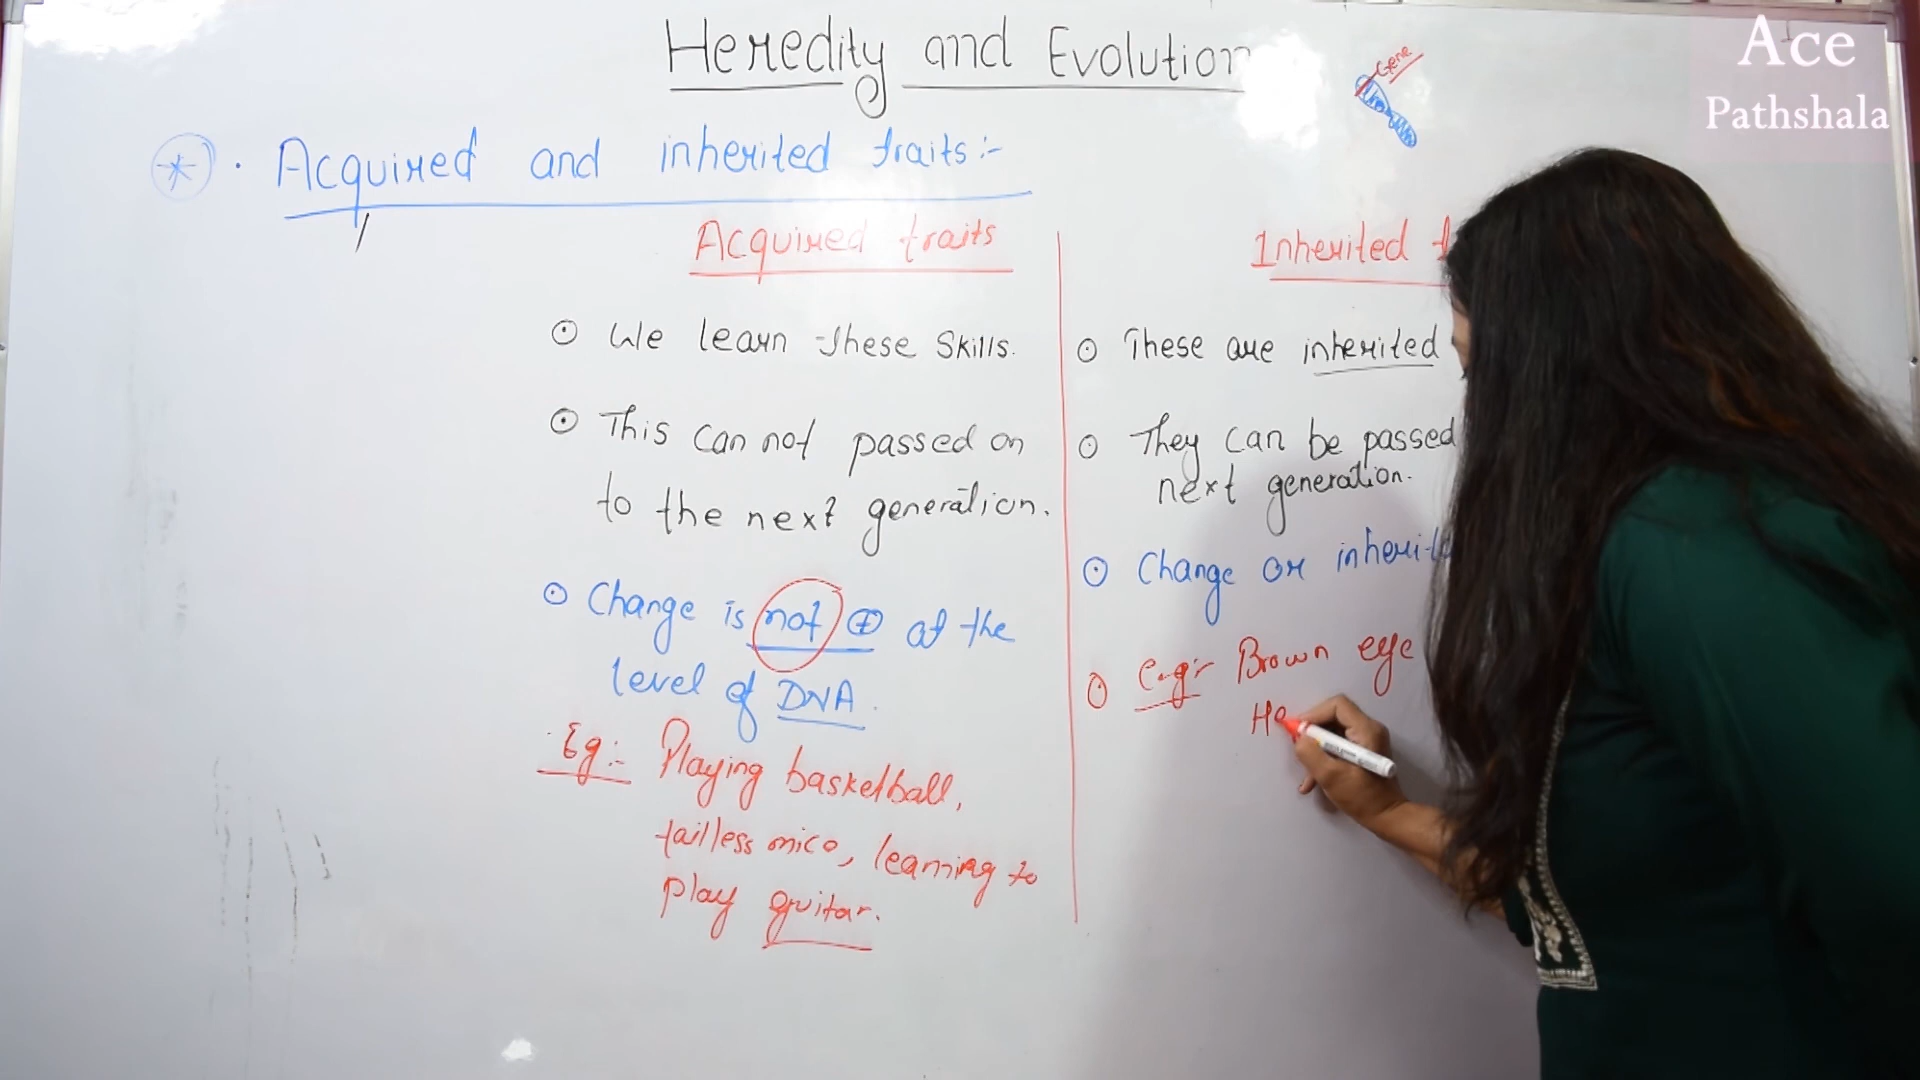 Heredity and Evolution
Gene
Ace
Pathshala
* . Acquired and inherited traits :-
Acquired traits
We learn these skills.
This can not passed on
to the next generation.
Change is not at the
level of DNA.
Eg :- Playing basketball,
tailless mice, learning to
play guitar.
Inherited
These are inherited
They can be passed
next generation.
Change or
e.g :- Brown eye